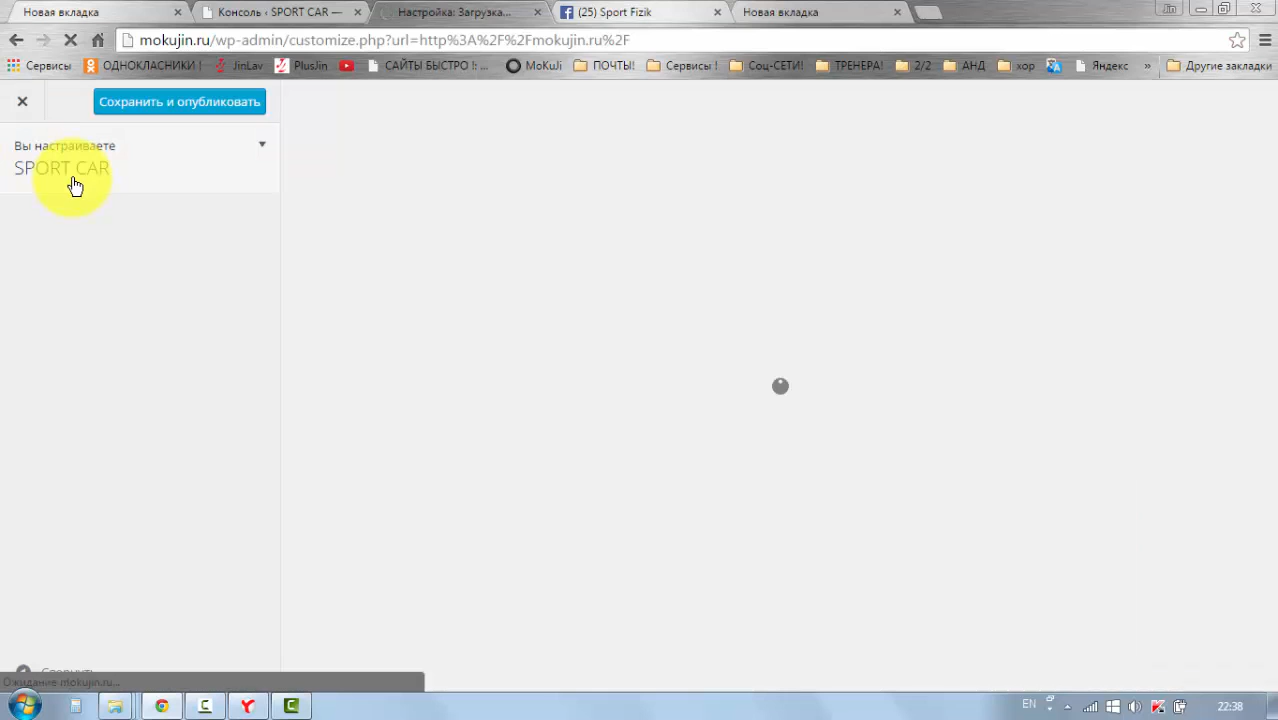 Новая вкладка
Консоль ‹ SPORT CAR —
Настройка: Загрузка...
(25) Sport Fizik
Новая вкладка
Jin
mokujin.ru/wp-admin/customize.php?url=http%3A%2F%2Fmokujin.ru%2F
Сервисы
ОДНОКЛАСНИКИ !
JinLav
PlusJin
САЙТЫ БЫСТРО !: ...
MoKuJi
ПОЧТЫ!
Сервисы !
Соц-СЕТИ!
ТРЕНЕРА!
2/2
АНД
хор
Яндекс
»
Другие закладки
Сохранить и опубликовать
Вы настраиваете
SPORT CAR
Свернуть
Ожидание mokujin.ru...
EN
22:38